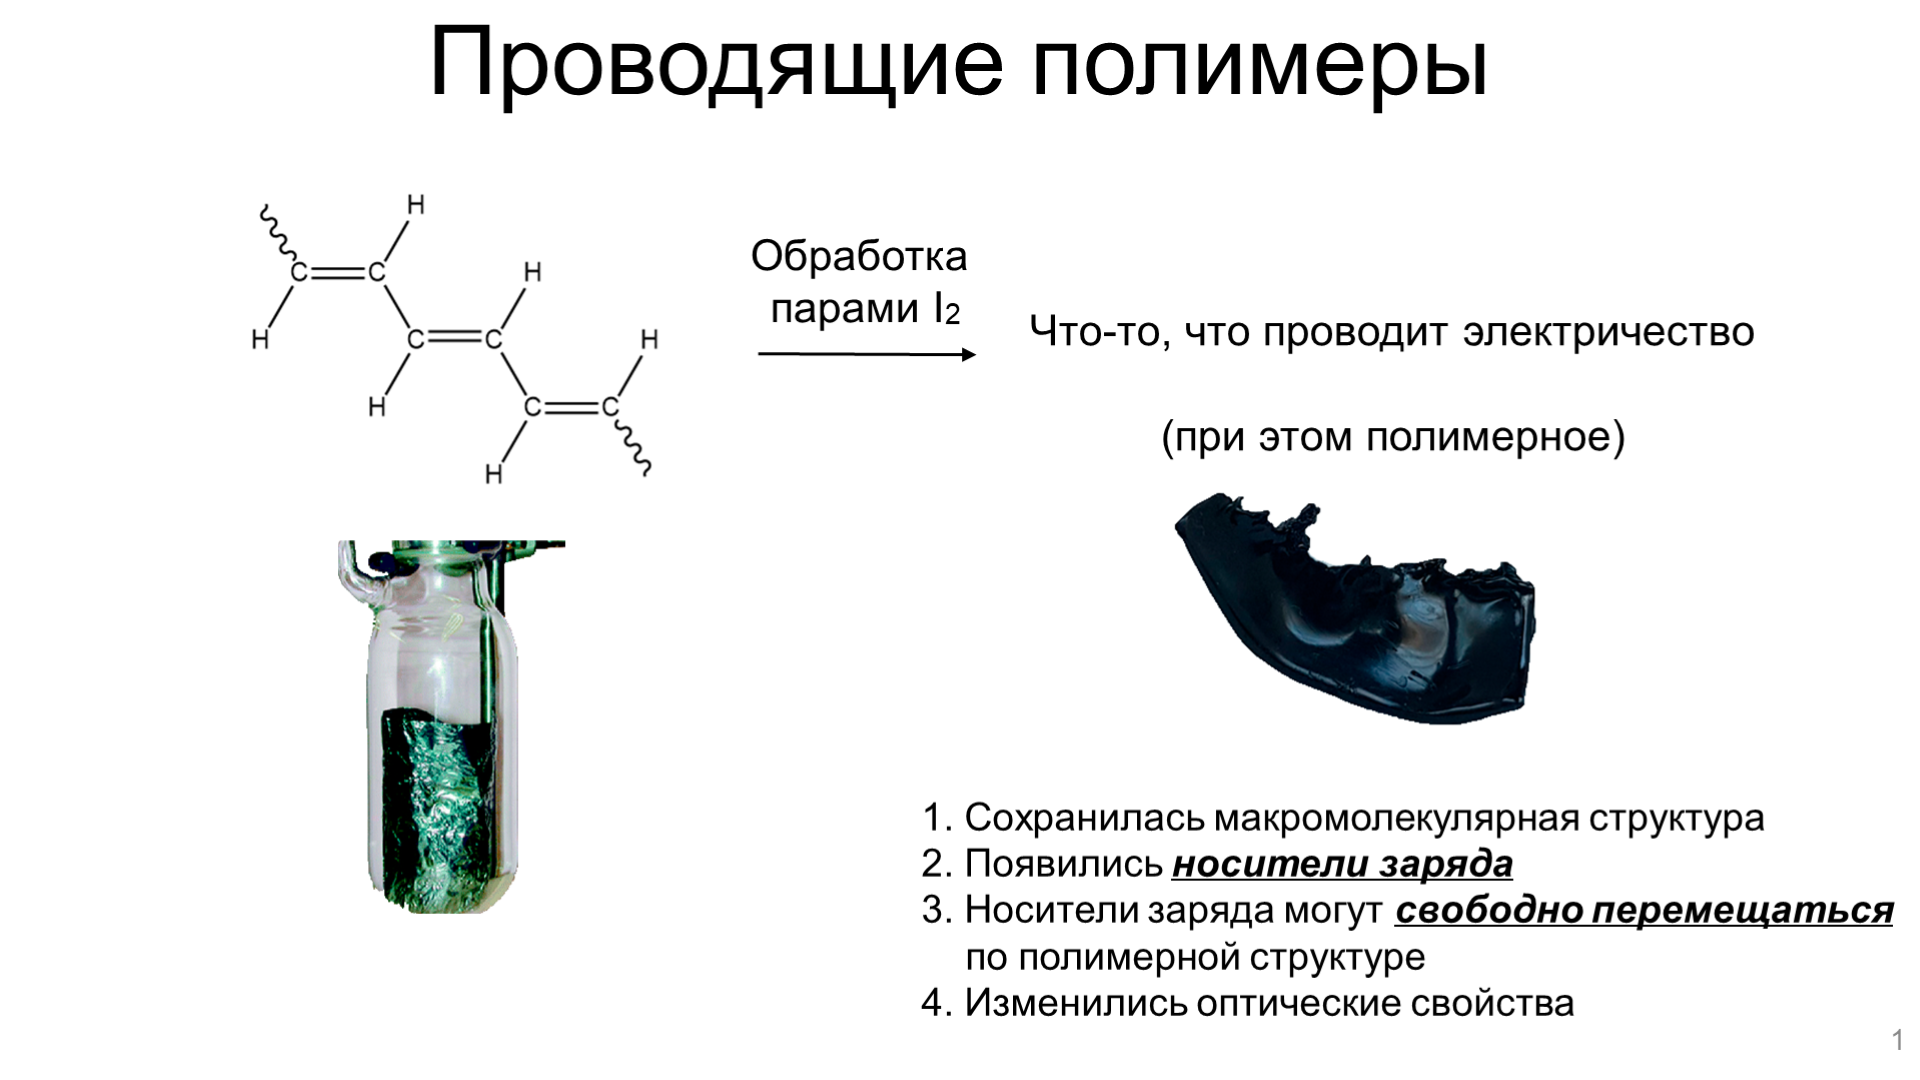 Проводящие полимеры
H
C C
H
H
C C
H
H
C C
H
Обработка
парами I₂
Что-то, что проводит электричество
(при этом полимерное)
1. Сохранилась макромолекулярная структура
2. Появились носители заряда
3. Носители заряда могут свободно перемещаться
по полимерной структуре
4. Изменились оптические свойства
1